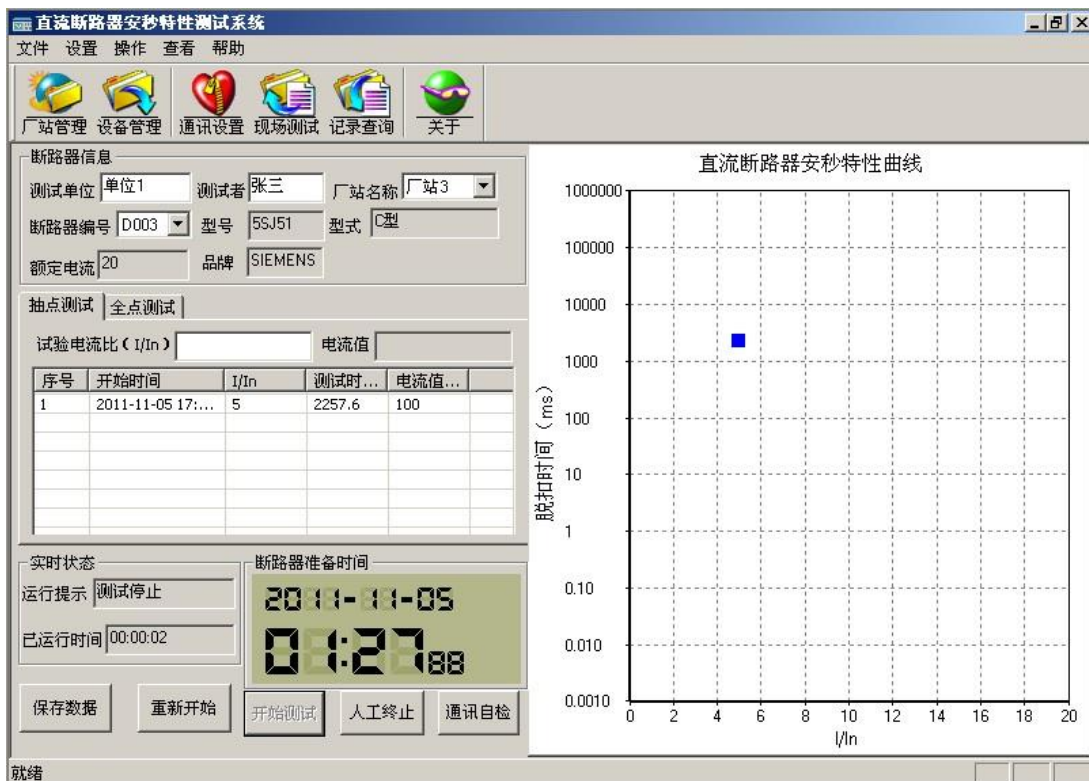 直流断路器安秒特性测试系统
文件 设置 操作 查看 帮助
厂站管理 设备管理 通讯设置 现场测试 记录查询 关于
断路器信息
测试单位 单位1 测试者 张三 厂站名称 厂站3
断路器编号 D003 型号 5SJ51 型式 C型
额定电流 20 品牌 SIEMENS
抽点测试 全点测试
试验电流比(I/In) 电流值
序号 开始时间 I/In 测试时... 电流值...
1 2011-11-05 17:... 5 2257.6 100
实时状态
运行提示 测试停止
已运行时间 00:00:02
断路器准备时间
2011-11-05
01:27 88
保存数据 重新开始 开始测试 人工终止 通讯自检
直流断路器安秒特性曲线
1000000
100000
10000
1000
100
10
1
0.10
0.010
0.0010
脱扣时间(ms)
0 2 4 6 8 10 12 14 16 18 20
I/In
就绪